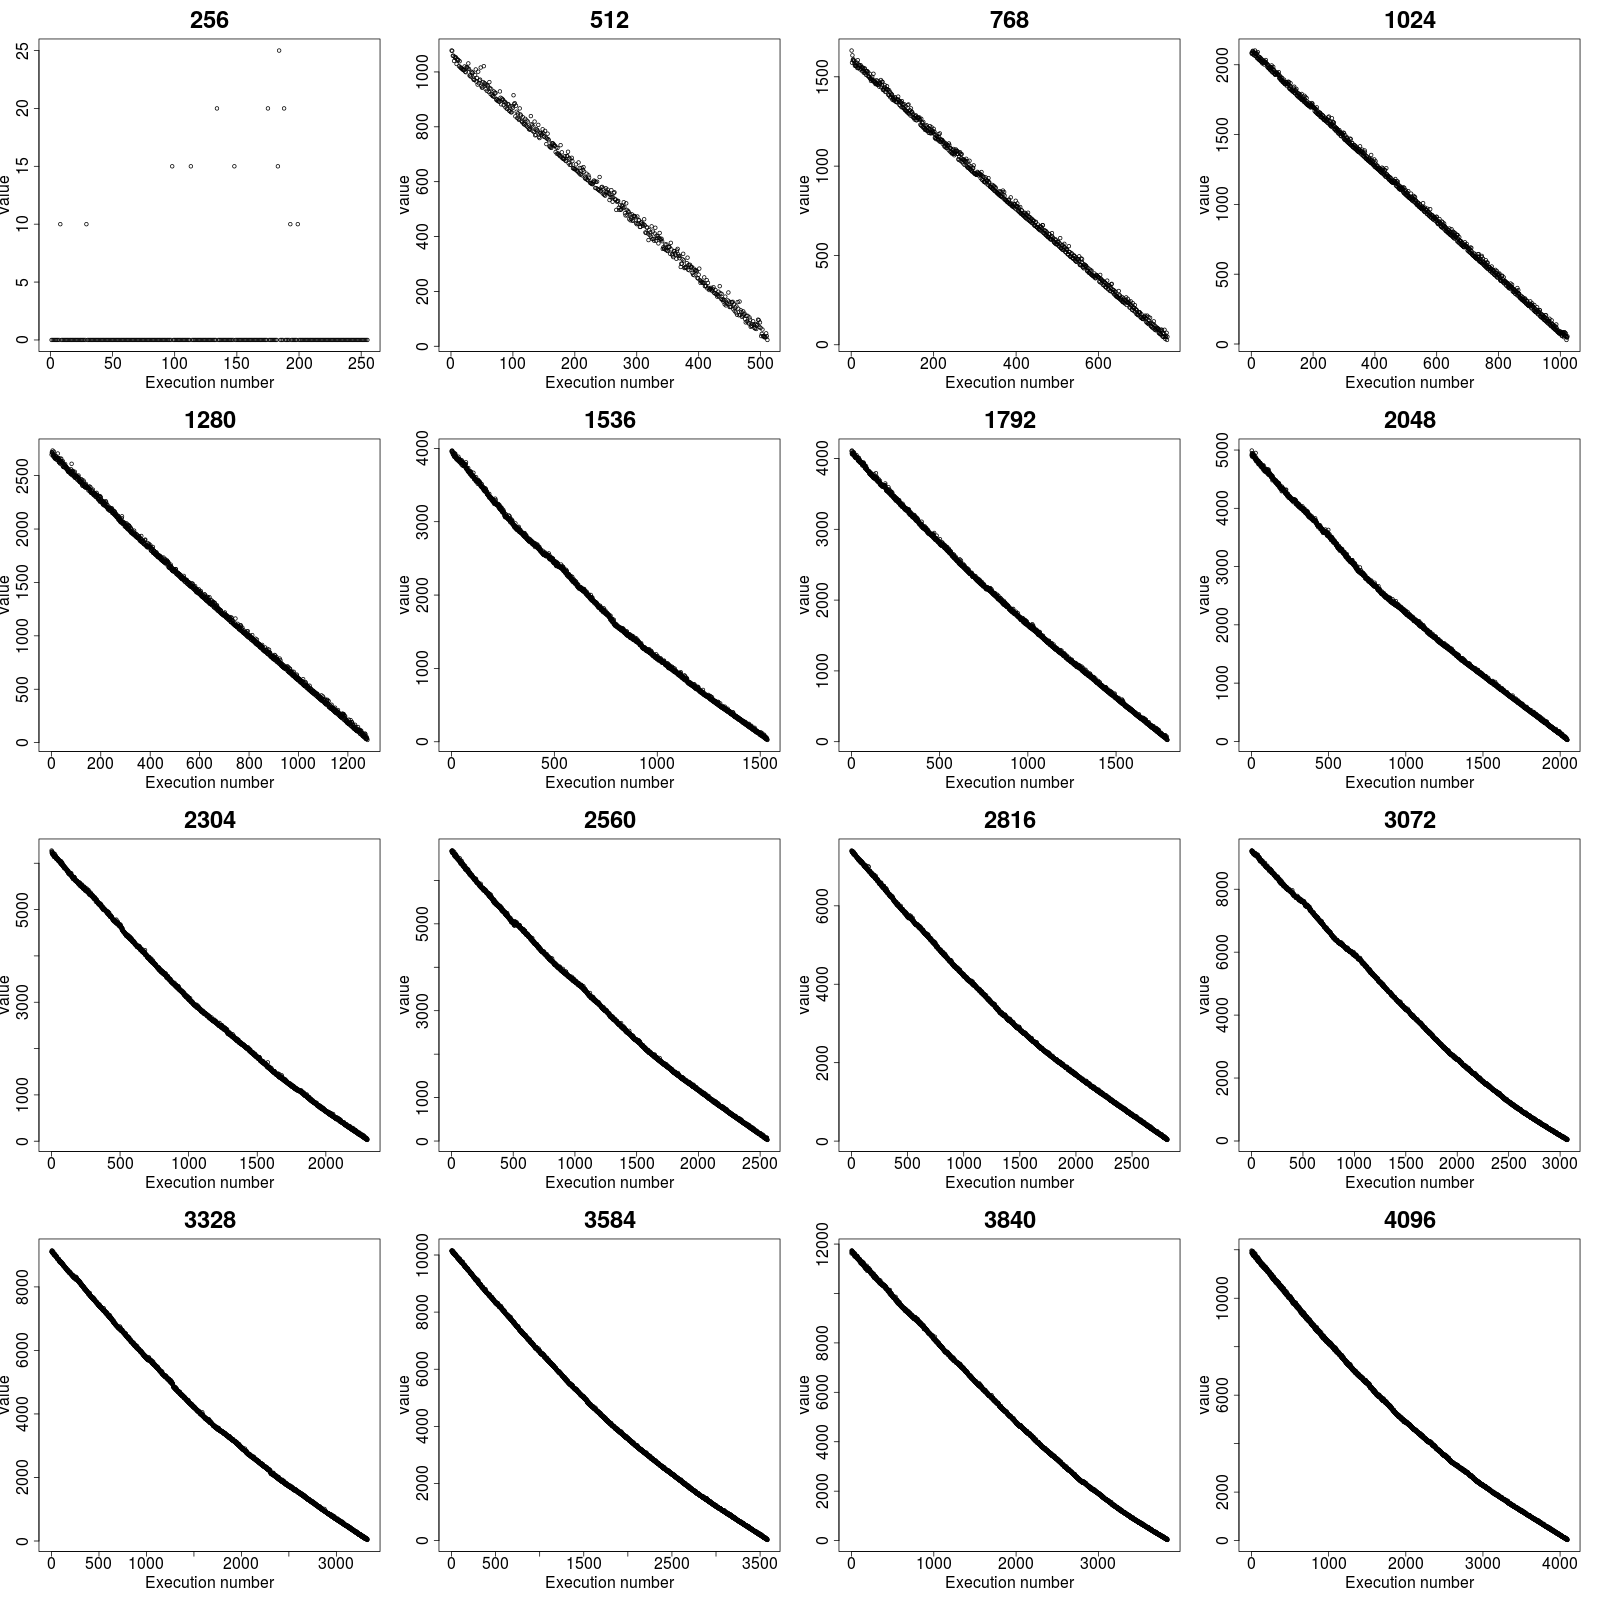 256 512 768 1024
25 20 15 10 5 0
value
0 50 100 150 200 250
Execution number
1000 800 600 400 200 0
value
0 100 200 300 400 500
Execution number
1500 1000 500 0
value
0 200 400 600
Execution number
2000 1500 1000 500 0
value
0 200 400 600 800 1000
Execution number
1280 1536 1792 2048
2500 2000 1500 1000 500 0
value
0 200 400 600 800 1000 1200
Execution number
4000 3000 2000 1000 0
value
0 500 1000 1500
Execution number
4000 3000 2000 1000 0
value
0 500 1000 1500
Execution number
5000 4000 3000 2000 1000 0
value
0 500 1000 1500 2000
Execution number
2304 2560 2816 3072
5000 3000 1000 0
value
0 500 1000 1500 2000
Execution number
5000 3000 1000 0
value
0 500 1000 1500 2000 2500
Execution number
6000 4000 2000 0
value
0 500 1000 1500 2000 2500
Execution number
8000 6000 4000 2000 0
value
0 500 1000 1500 2000 2500 3000
Execution number
3328 3584 3840 4096
8000 6000 4000 2000 0
value
0 500 1000 2000 3000
Execution number
10000 8000 6000 4000 2000 0
value
0 500 1500 2500 3500
Execution number
12000 8000 6000 4000 2000 0
value
0 1000 2000 3000
Execution number
10000 6000 2000 0
value
0 1000 2000 3000 4000
Execution number